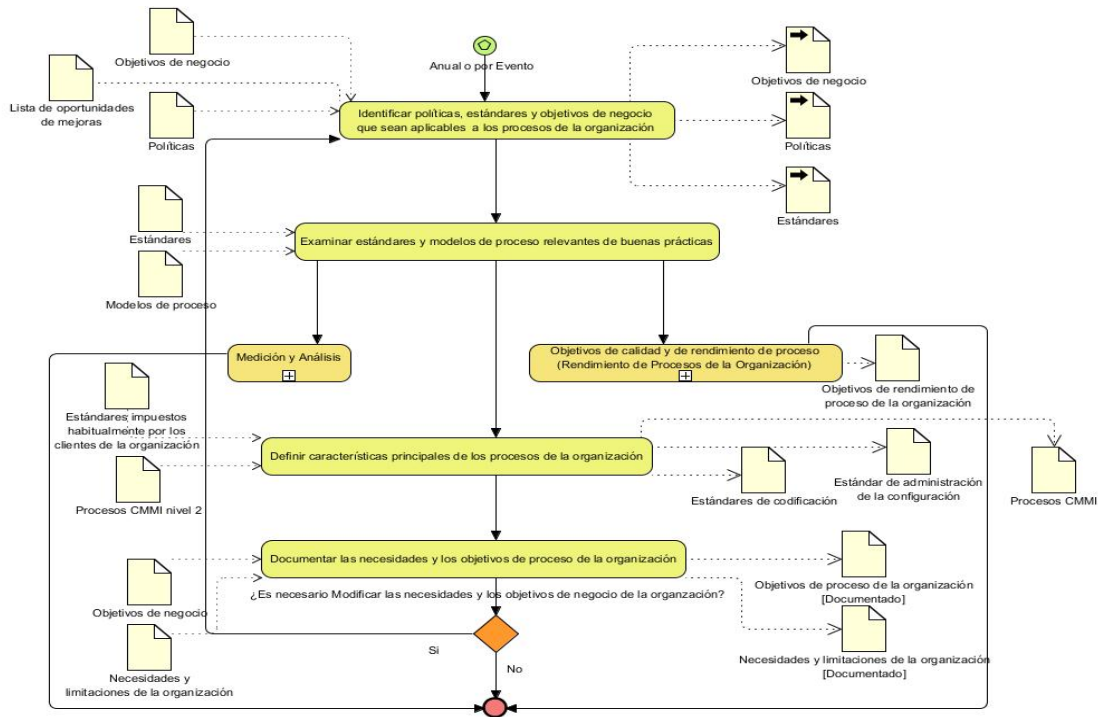 Objetivos de negocio
Anual o por Evento
Objetivos de negocio
Lista de oportunidades
de mejoras
Políticas
Identificar políticas, estándares y objetivos de negocio
que sean aplicables a los procesos de la organización
Políticas
Estándares
Estándares
Examinar estándares y modelos de proceso relevantes de buenas prácticas
Modelos de proceso
Medición y Análisis
Objetivos de calidad y de rendimiento de proceso
(Rendimiento de Procesos de la Organización)
Objetivos de rendimiento de
proceso de la organización
Estándares impuestos
habitualmente por los
clientes de la organización
Definir características principales de los procesos de la organización
Procesos CMMI nivel 2
Estándares de codificación
Estándar de administración
de la configuración
Procesos CMMI
Documentar las necesidades y los objetivos de proceso de la organización
Objetivos de negocio
Objetivos de proceso de la organización
[Documentado]
¿Es necesario Modificar las necesidades y los objetivos de negocio de la organzación?
Si
No
Necesidades y
limitaciones de la organización
Necesidades y limitaciones de la organización
[Documentado]